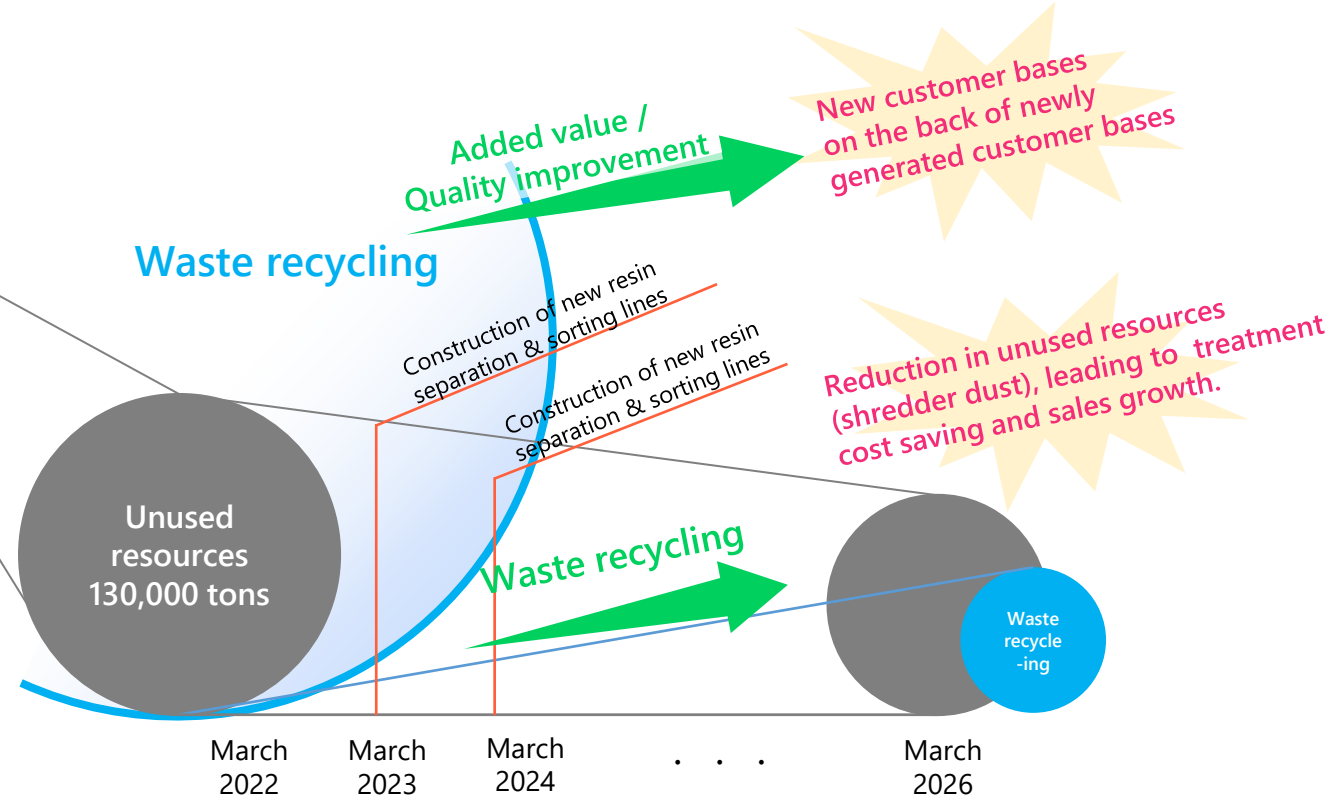 New customer bases
on the back of newly
generated customer bases
Added value /
Quality improvement
Waste recycling
Construction of new resin
separation & sorting lines
Construction of new resin
separation & sorting lines
Reduction in unused resources
(shredder dust), leading to treatment
cost saving and sales growth.
Unused
resources
130,000 tons
Waste recycling
Waste
recycle
-ing
March
2022
March
2023
March
2024
. . .
March
2026